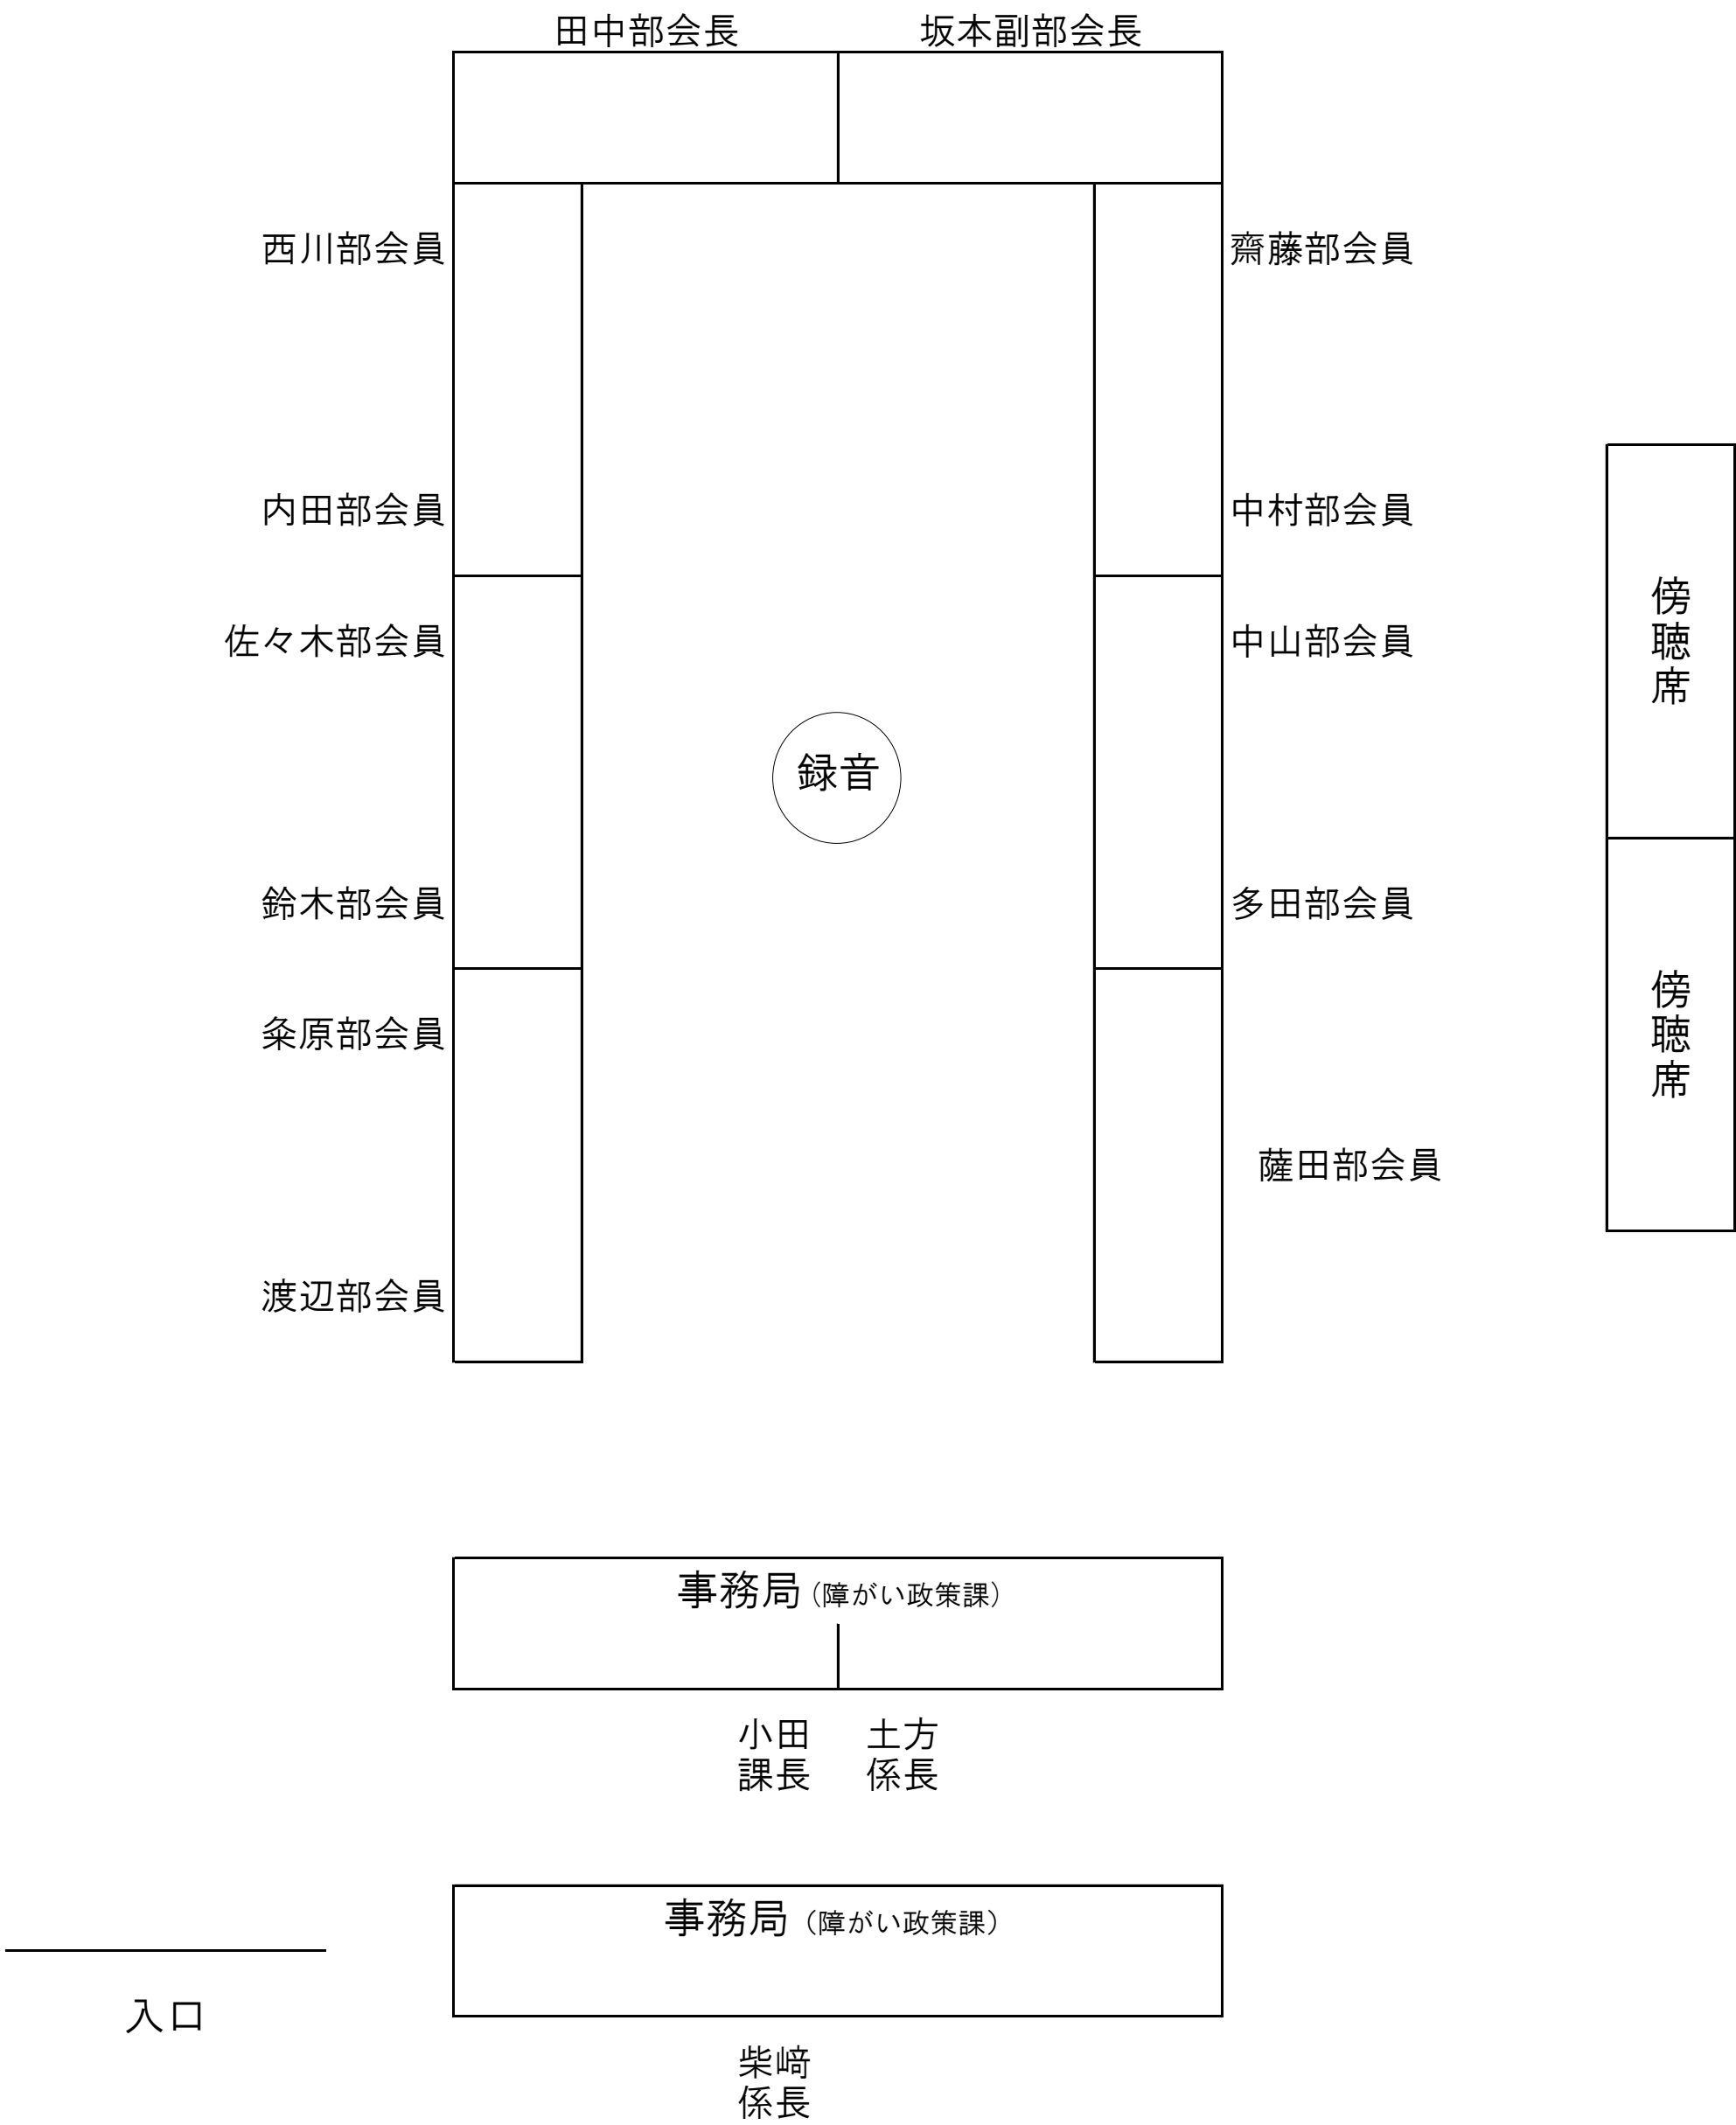 田中部会長
坂本副部会長
西川部会員
齋藤部会員
内田部会員
中村部会員
佐々木部会員
中山部会員
傍聴席
録音
鈴木部会員
多田部会員
粂原部会員
傍聴席
薩田部会員
渡辺部会員
事務局（障がい政策課）
小田
課長
土方
係長
事務局（障がい政策課）
入口
柴﨑
係長